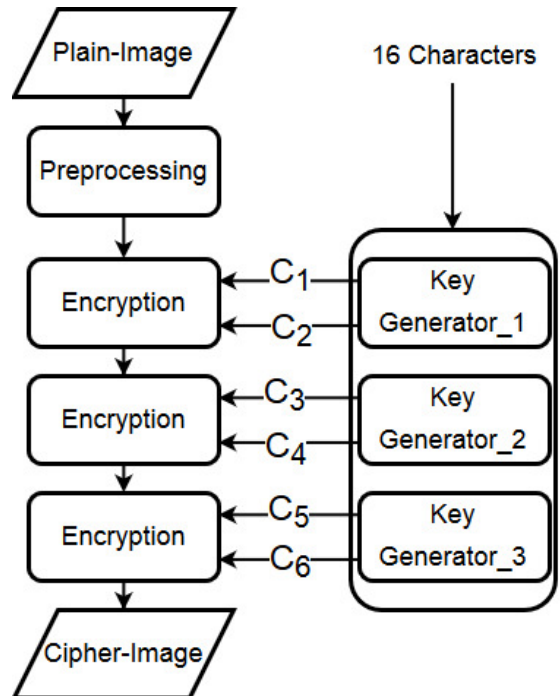 Plain-Image
16 Characters
Preprocessing
Encryption
C1
C2
Key
Generator_1
Encryption
C3
C4
Key
Generator_2
Encryption
C5
C6
Key
Generator_3
Cipher-Image